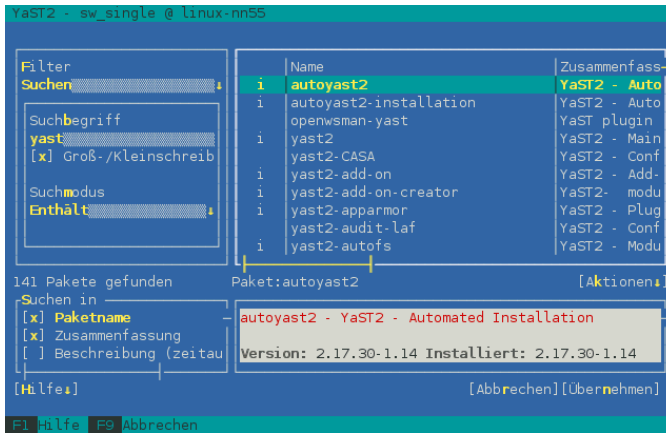 YaST2 - sw_single @ linux-nn55
Filter
Suchen
Suchbegriff
yast
[x] Groß-/Kleinschreib
Suchmodus
Enthält
Name Zusammenfass
i autoyast2 YaST2 - Auto
i autoyast2-installation YaST2 - Auto
openwsman-yast YaST plugin
i yast2 YaST2 - Main
yast2-CASA YaST2 - Conf
i yast2-add-on YaST2 - Add-
i yast2-add-on-creator YaST2- modu
i yast2-apparmor YaST2 - Plug
yast2-audit-laf YaST2 - Conf
i yast2-autofs YaST2 - Modu
141 Pakete gefunden
Paket:autoyast2 [Aktionen↓]
Suchen in
[x] Paketname
[x] Zusammenfassung
[ ] Beschreibung (zeitau
autoyast2 - YaST2 - Automated Installation
Version: 2.17.30-1.14 Installiert: 2.17.30-1.14
[Hilfe↓] [Abbrechen][Übernehmen]
F1 Hilfe F9 Abbrechen